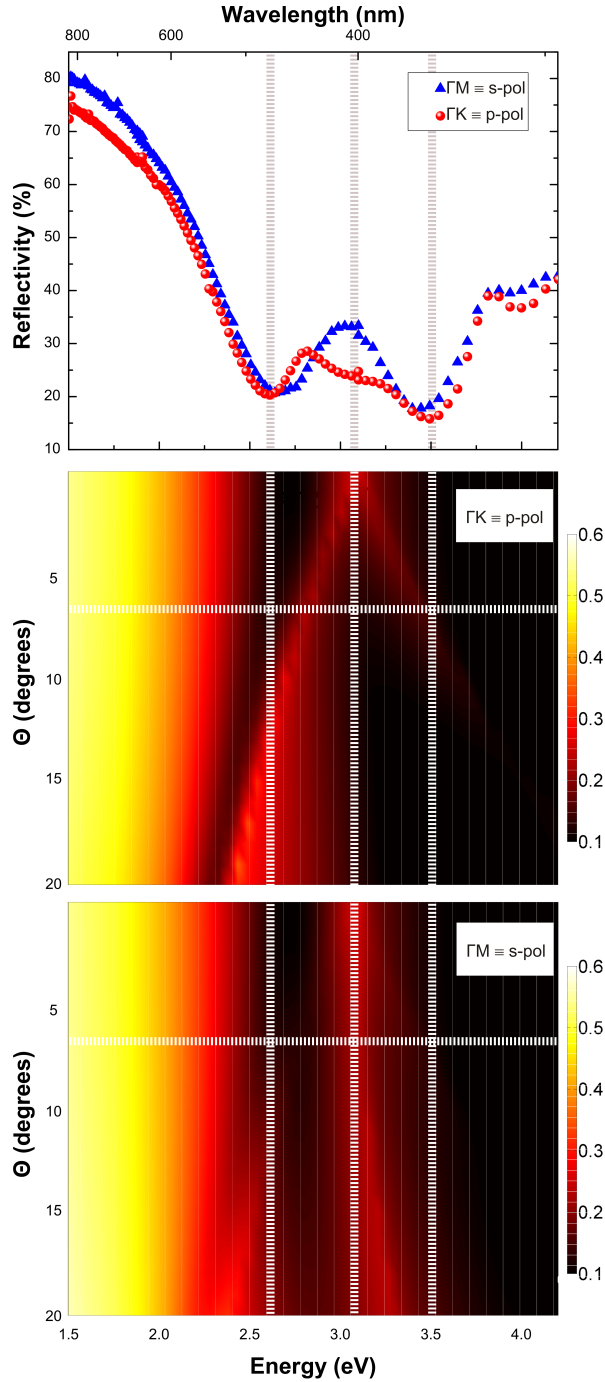 Wavelength (nm)
800 600 400
Reflectivity (%)
80
70
60
50
40
30
20
10
ΓM ≡ s-pol
ΓK ≡ p-pol
Θ (degrees)
5
10
15
20
ΓK ≡ p-pol
0.6
0.5
0.4
0.3
0.2
0.1
Θ (degrees)
5
10
15
20
ΓM ≡ s-pol
0.6
0.5
0.4
0.3
0.2
0.1
1.5 2.0 2.5 3.0 3.5 4.0
Energy (eV)